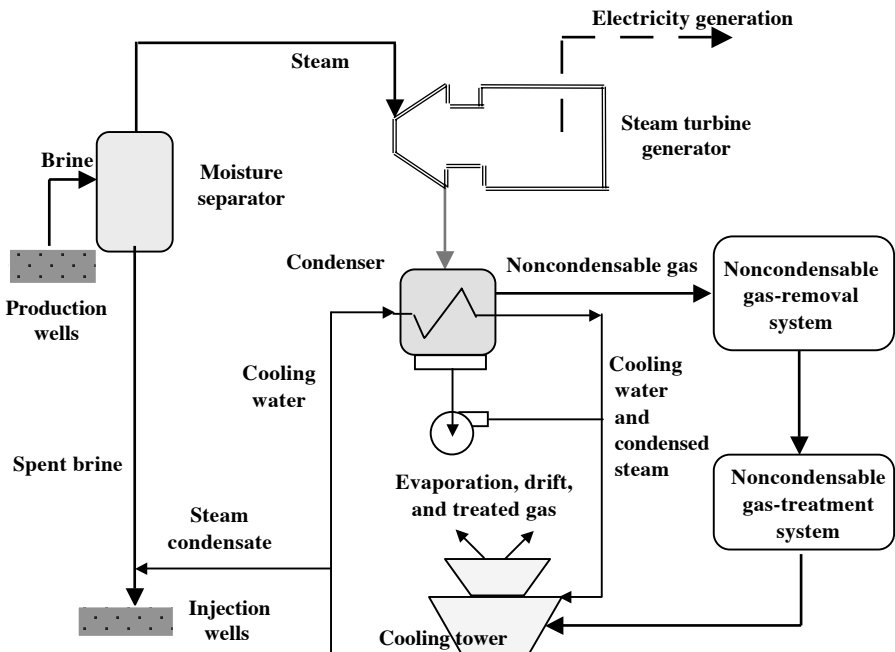 Electricity generation
Steam
Steam turbine
generator
Brine
Moisture
separator
Production
wells
Condenser
Noncondensable gas
Noncondensable
gas-removal
system
Cooling
water
Cooling
water
and
condensed
steam
Spent brine
Evaporation, drift,
and treated gas
Noncondensable
gas-treatment
system
Steam
condensate
Injection
wells
Cooling tower